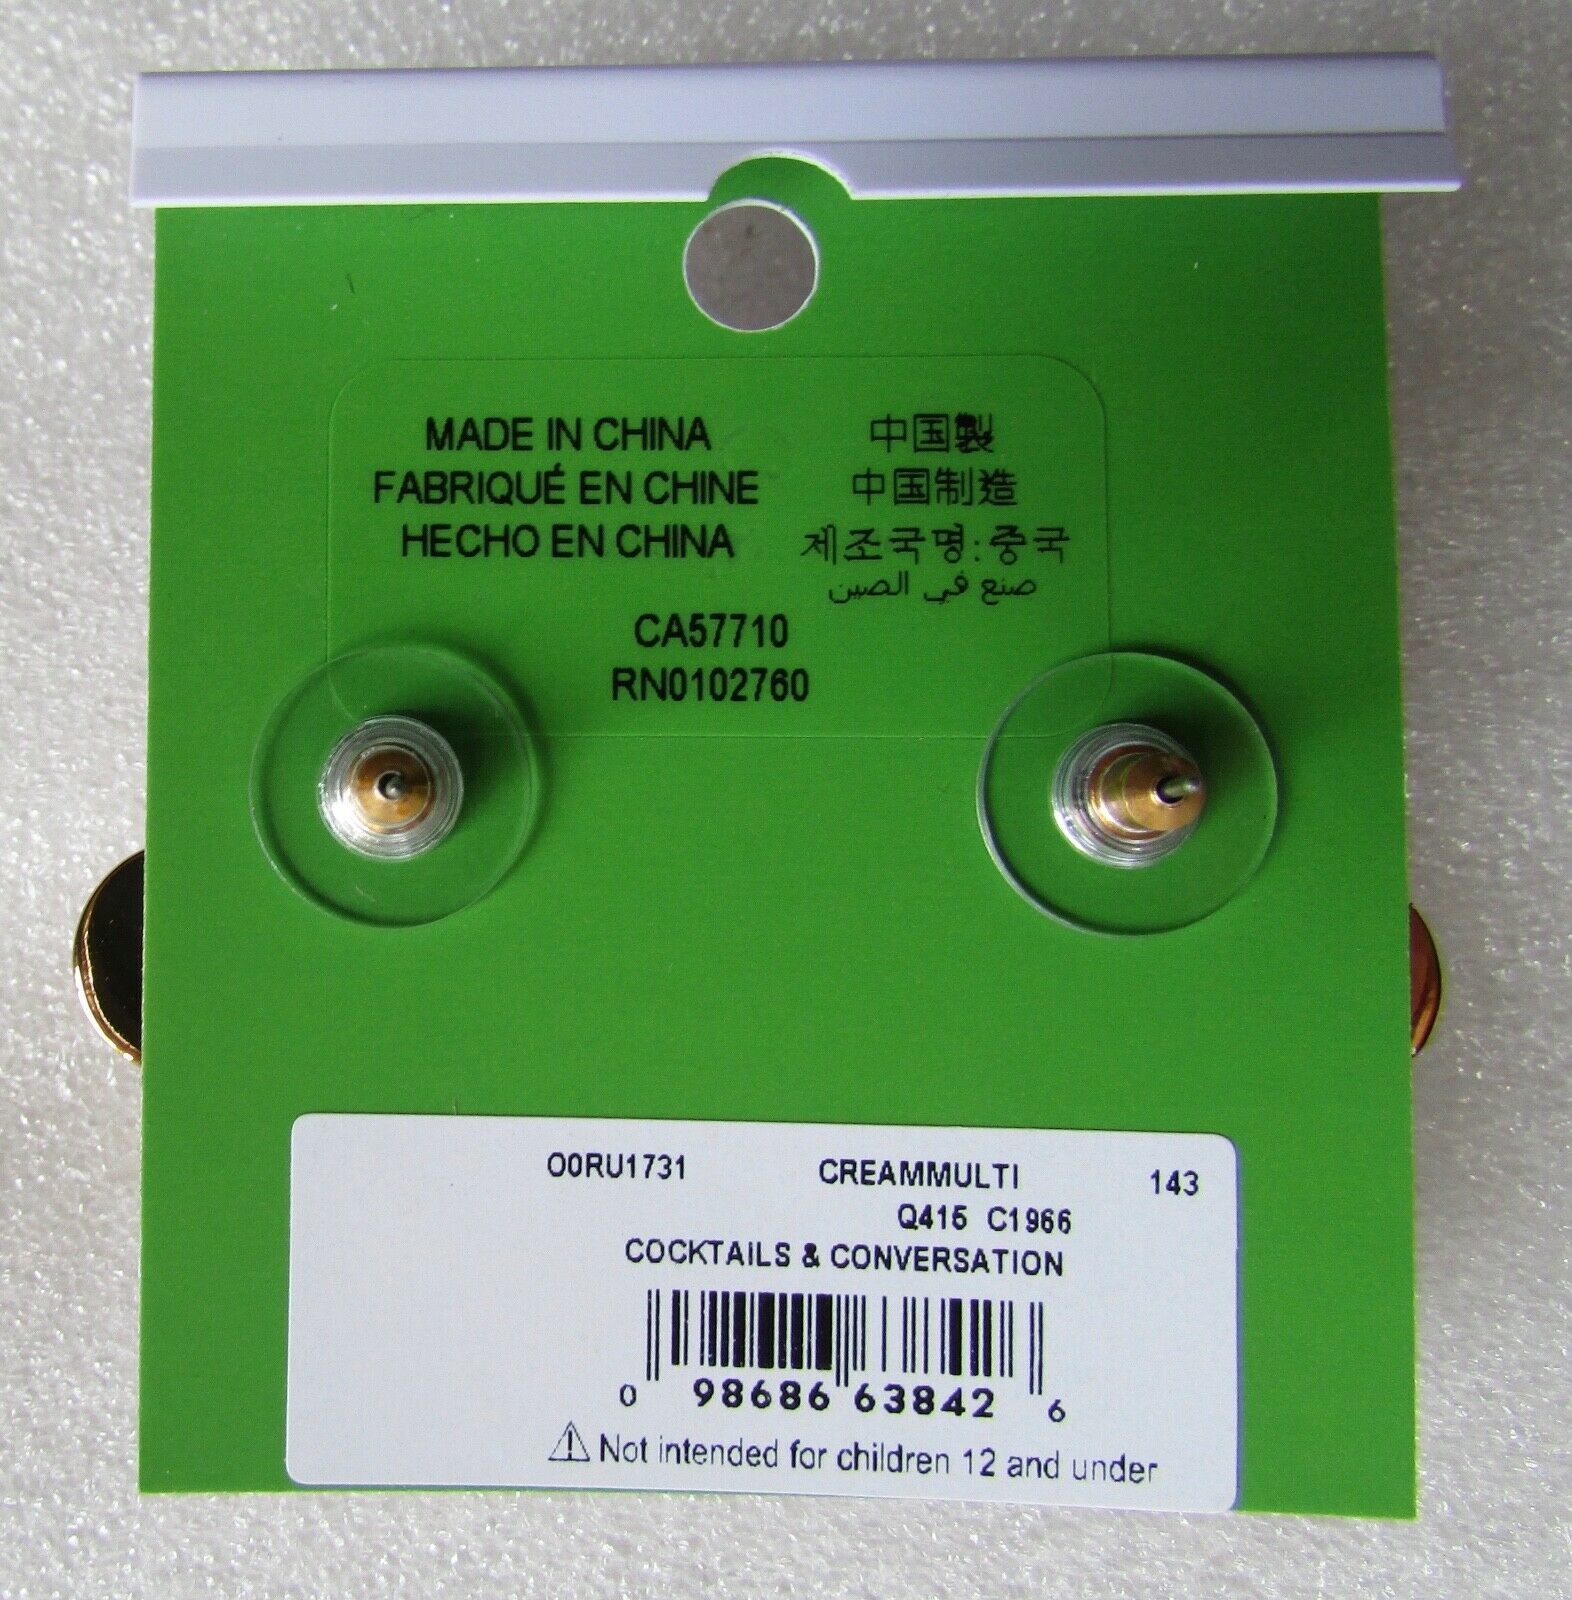 MADE IN CHINA
FABRIQUÉ EN CHINE
HECHO EN CHINA
中国製
中国制造
제조국명:중국
صنع في الصين
CA57710
RN0102760
O0RU1731 CREAMMULTI 143
Q415 C1966
COCKTAILS & CONVERSATION
0 98686 63842 6
⚠ Not intended for children 12 and under